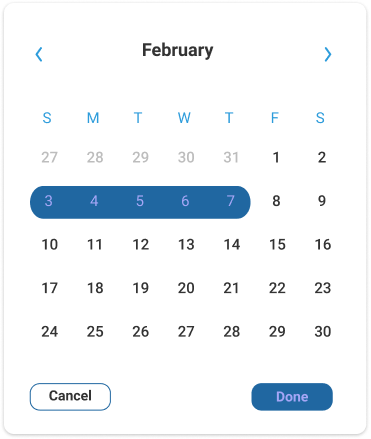 February
S M T W T F S
27 28 29 30 31 1 2
3 4 5 6 7 8 9
10 11 12 13 14 15 16
17 18 19 20 21 22 23
24 25 26 27 28 29 30
Cancel Done